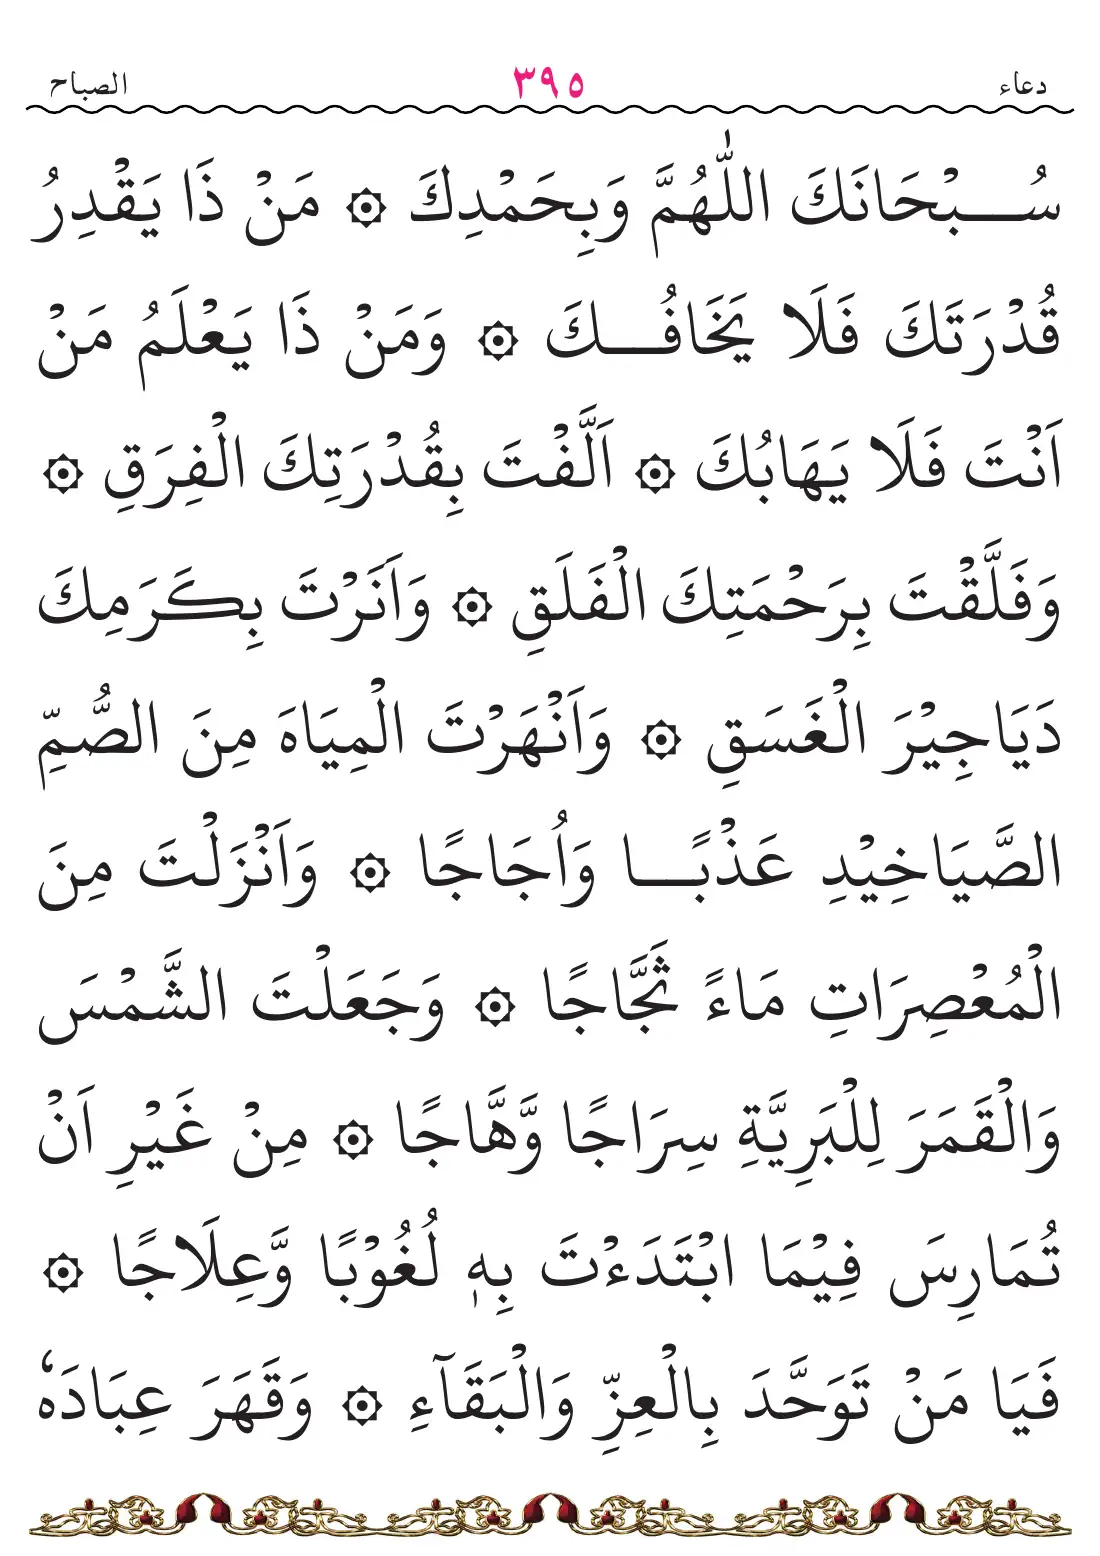 دعاء ٣٩٥ الصباح
سُبْحَانَكَ اللّٰهُمَّ وَبِحَمْدِكَ ۞ مَنْ ذَا يَقْدِرُ
قُدْرَتَكَ فَلَا يَخَافُكَ ۞ وَمَنْ ذَا يَعْلَمُ مَنْ
اَنْتَ فَلَا يَهَابُكَ ۞ اَلَّفْتَ بِقُدْرَتِكَ الْفِرَقِ ۞
وَفَلَّقْتَ بِرَحْمَتِكَ الْفَلَقِ ۞ وَاَنَرْتَ بِكَرَمِكَ
دَيَاجِيْرَ الْغَسَقِ ۞ وَاَنْهَرْتَ الْمِيَاهَ مِنَ الصُّمِّ
الصَّيَاخِيْدِ عَذْبًا وَاُجَاجًا ۞ وَاَنْزَلْتَ مِنَ
الْمُعْصِرَاتِ مَاءً ثَجَّاجًا ۞ وَجَعَلْتَ الشَّمْسَ
وَالْقَمَرَ لِلْبَرِيَّةِ سِرَاجًا وَّهَّاجًا ۞ مِنْ غَيْرِ اَنْ
تُمَارِسَ فِيْمَا ابْتَدَءْتَ بِهٖ لُغُوْبًا وَّعِلَاجًا ۞
فَيَا مَنْ تَوَحَّدَ بِالْعِزِّ وَالْبَقَآءِ ۞ وَقَهَرَ عِبَادَهٗ